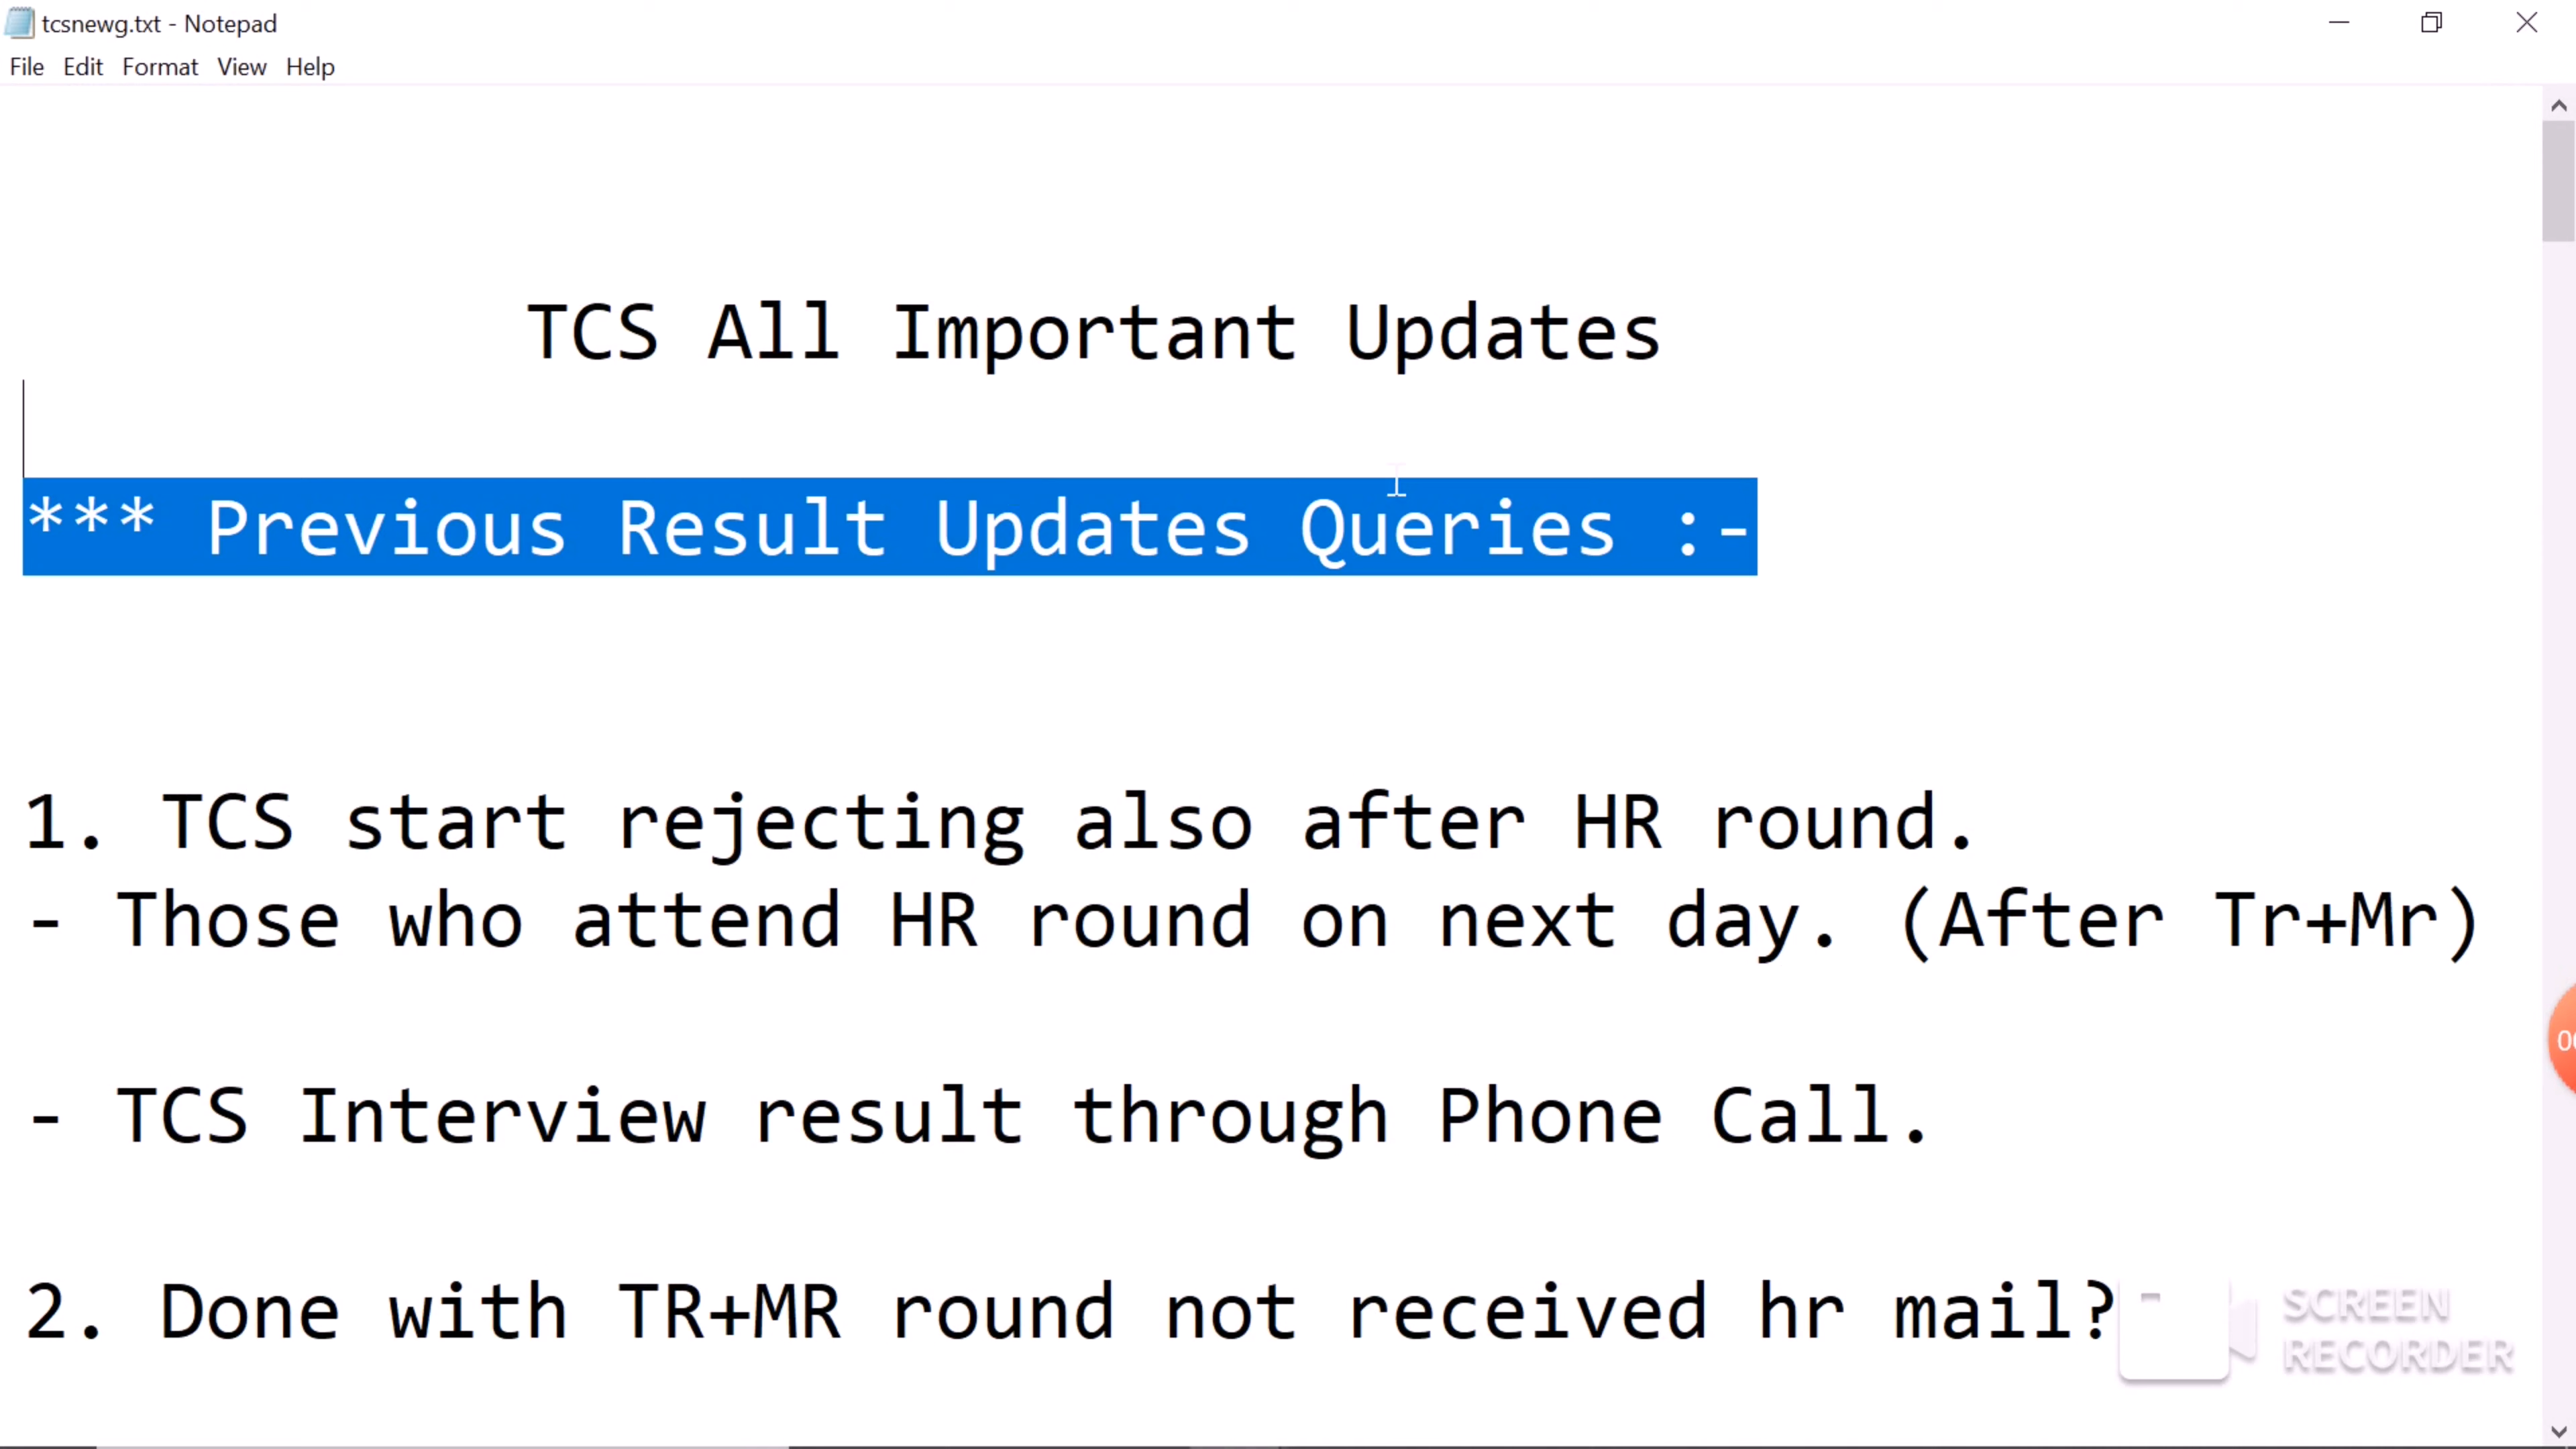 tcsnewg.txt - Notepad
File Edit Format View Help
TCS All Important Updates
*** Previous Result Updates Queries :-
1. TCS start rejecting also after HR round.
- Those who attend HR round on next day. (After Tr+Mr)
- TCS Interview result through Phone Call.
2. Done with TR+MR round not received hr mail?
SCREEN
RECORDER